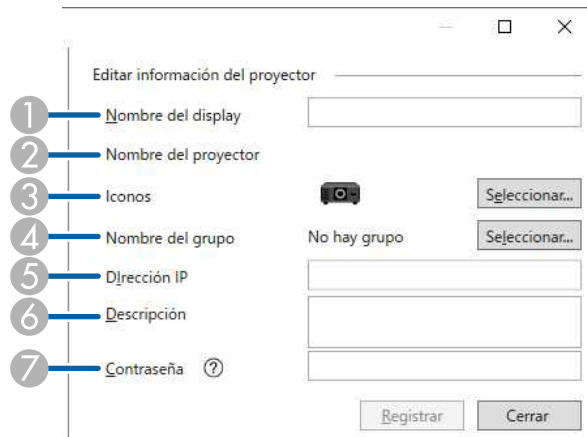 Editar información del proyector
1 Nombre del display
2 Nombre del proyector
3 Iconos Seleccionar...
4 Nombre del grupo No hay grupo Seleccionar...
5 DIrección IP
6 Descripción
7 Contraseña ?
Registrar Cerrar